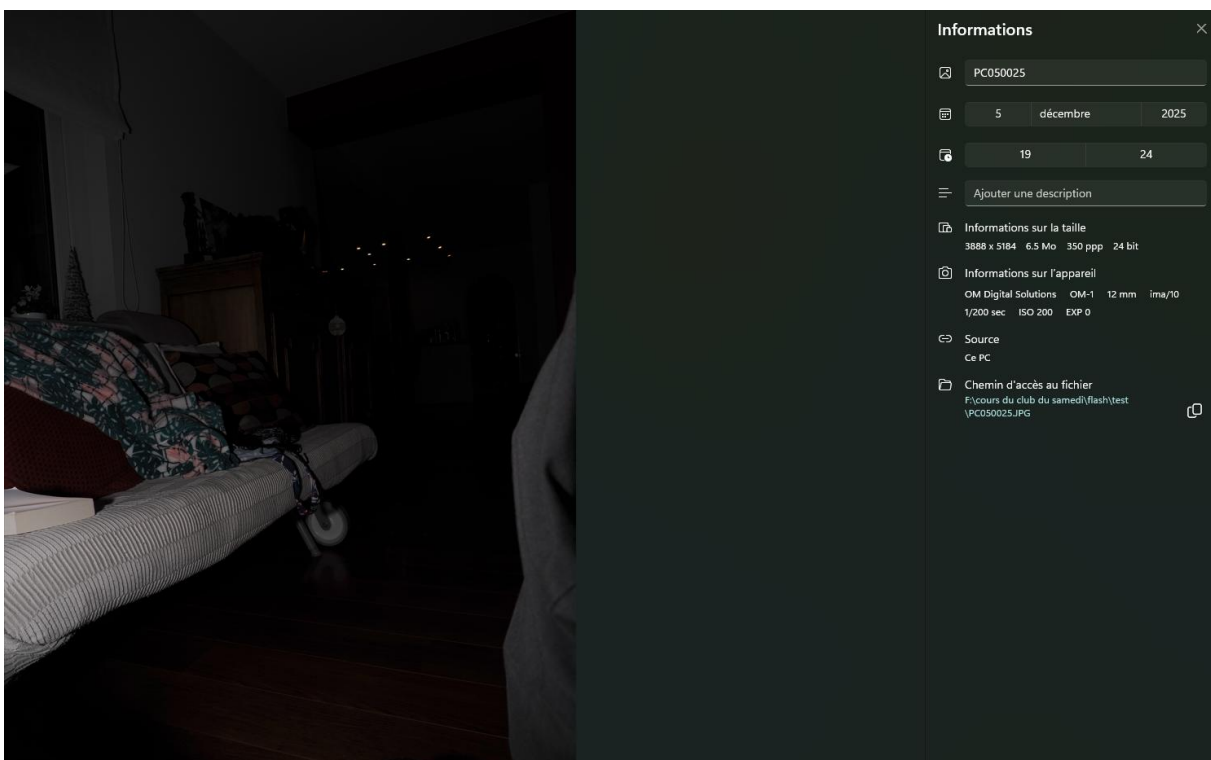 Informations
PC050025
5 décembre 2025
19 24
Ajouter une description
Informations sur la taille
3888 x 5184 6.5 Mo 350 ppp 24 bit
Informations sur l'appareil
OM Digital Solutions OM-1 12 mm ima/10
1/200 sec ISO 200 EXP 0
Source
Ce PC
Chemin d'accès au fichier
F:\cours du club du samedi\flash\test
\PC050025.JPG